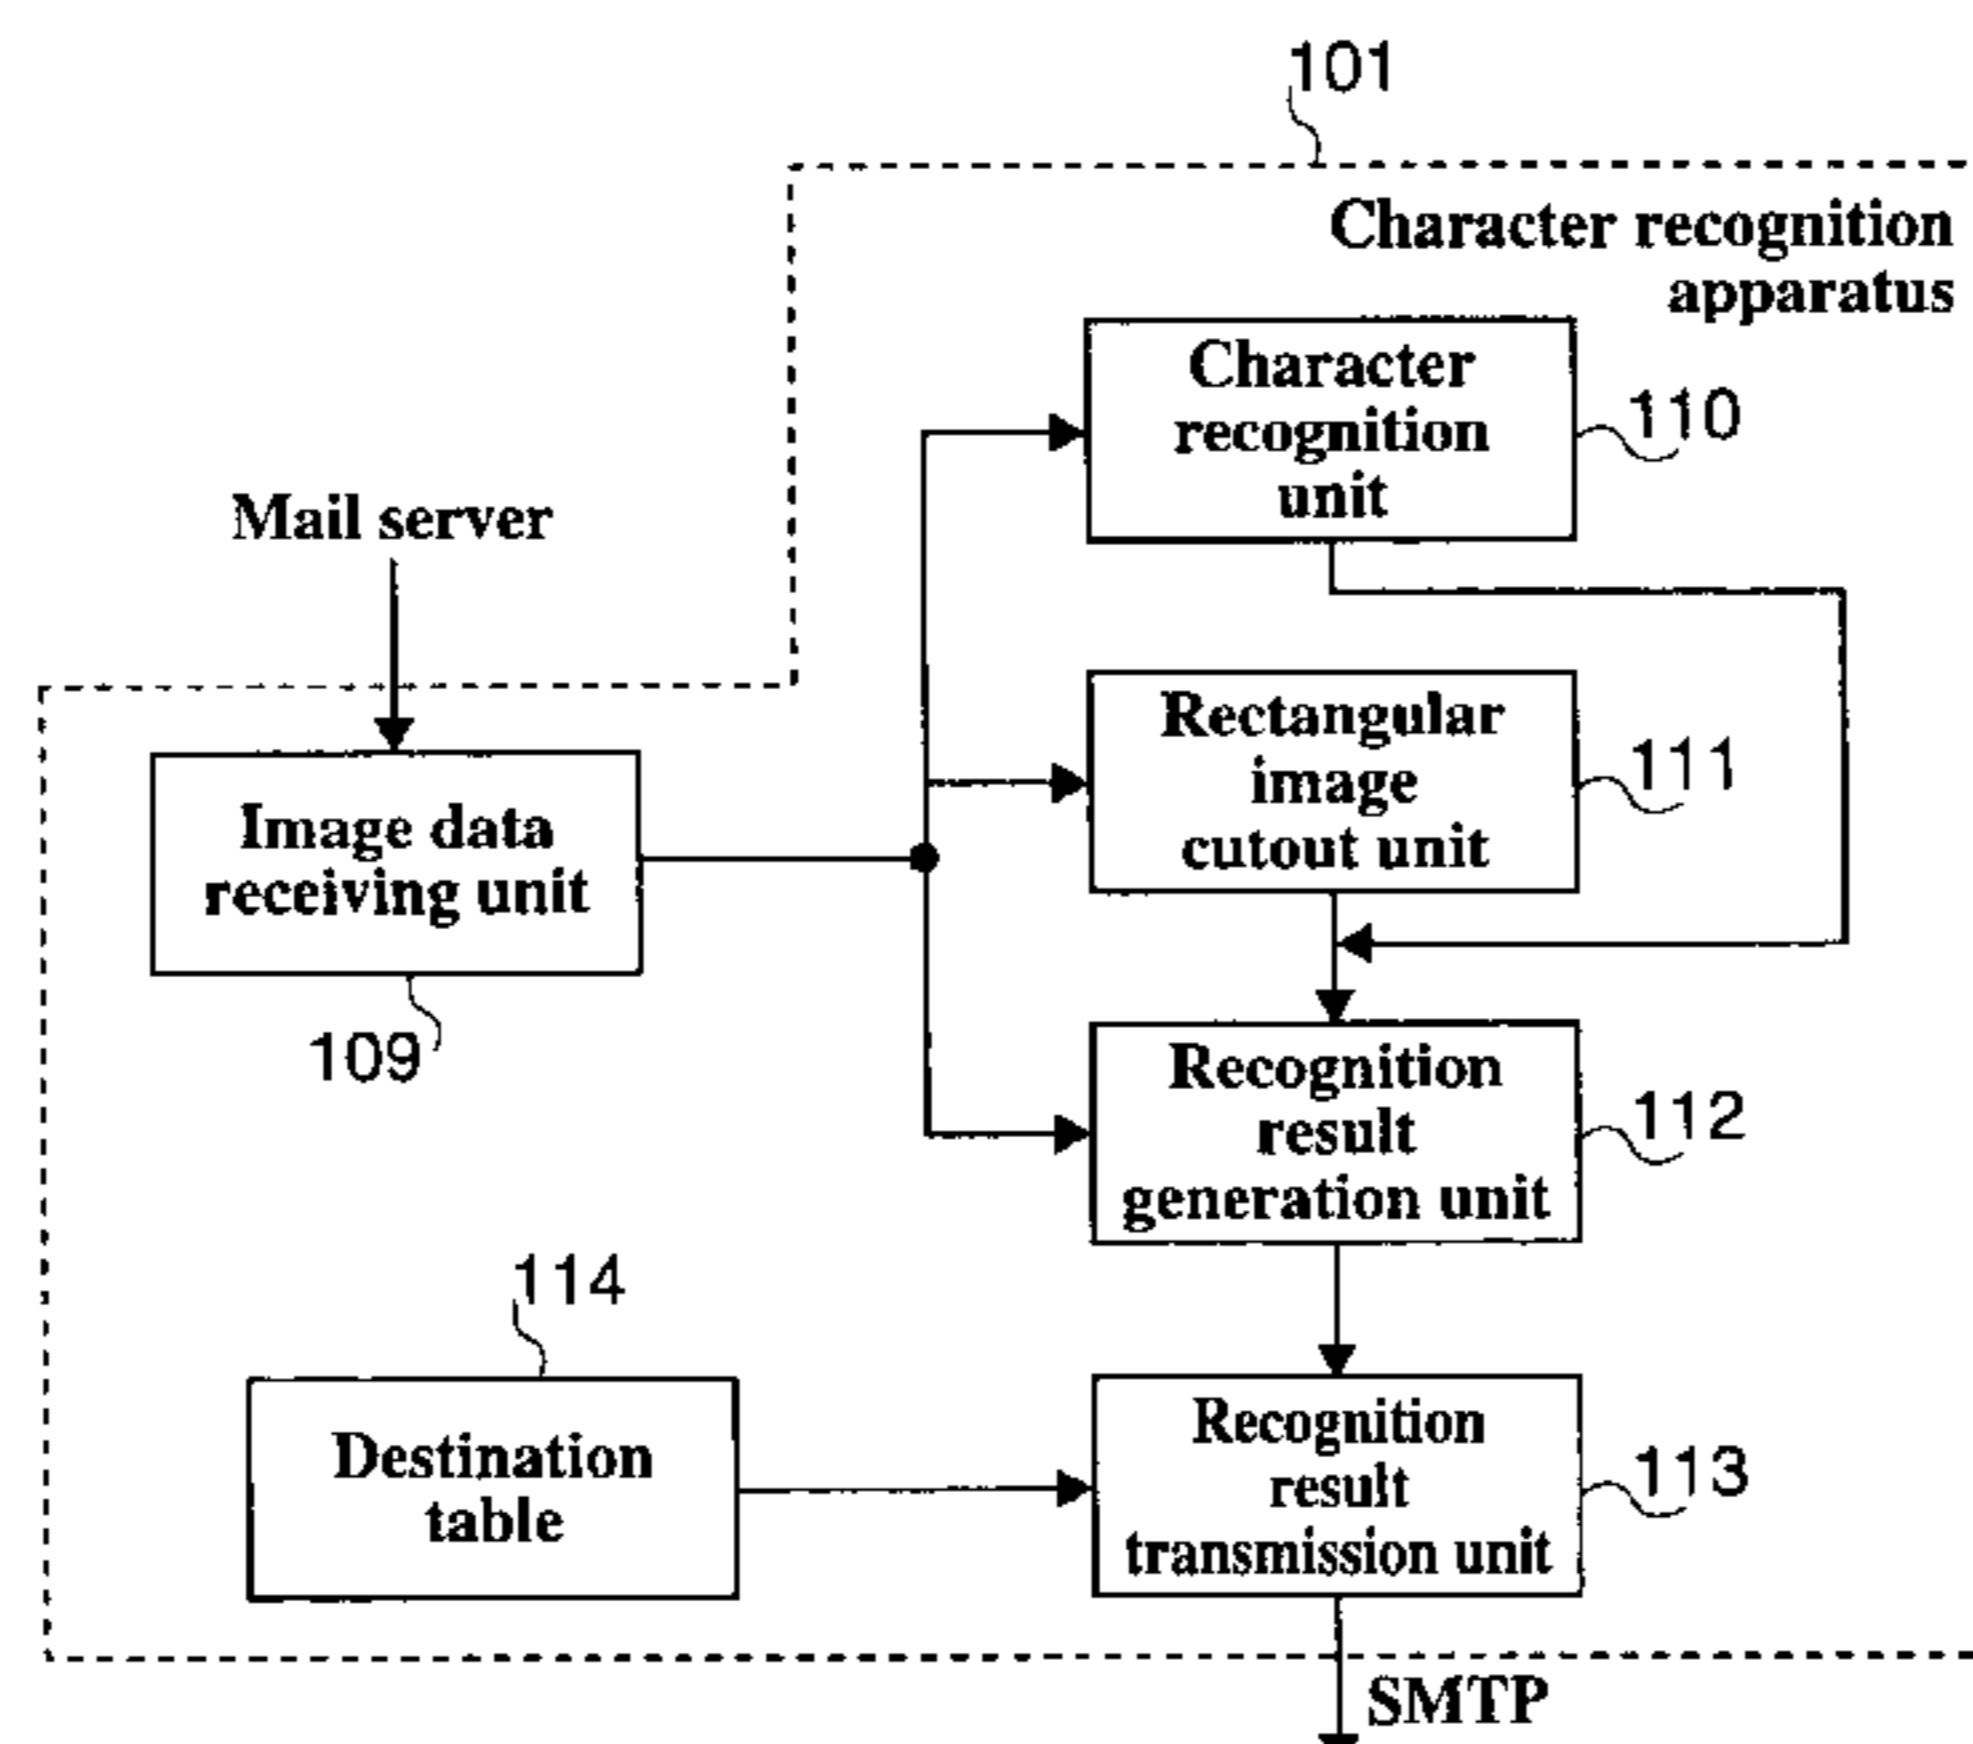 101
Character recognition
apparatus
Character
recognition
unit
110
Mail server
Rectangular
image
cutout unit
111
Image data
receiving unit
109
Recognition
result
generation unit
112
114
Destination
table
Recognition
result
transmission unit
113
SMTP